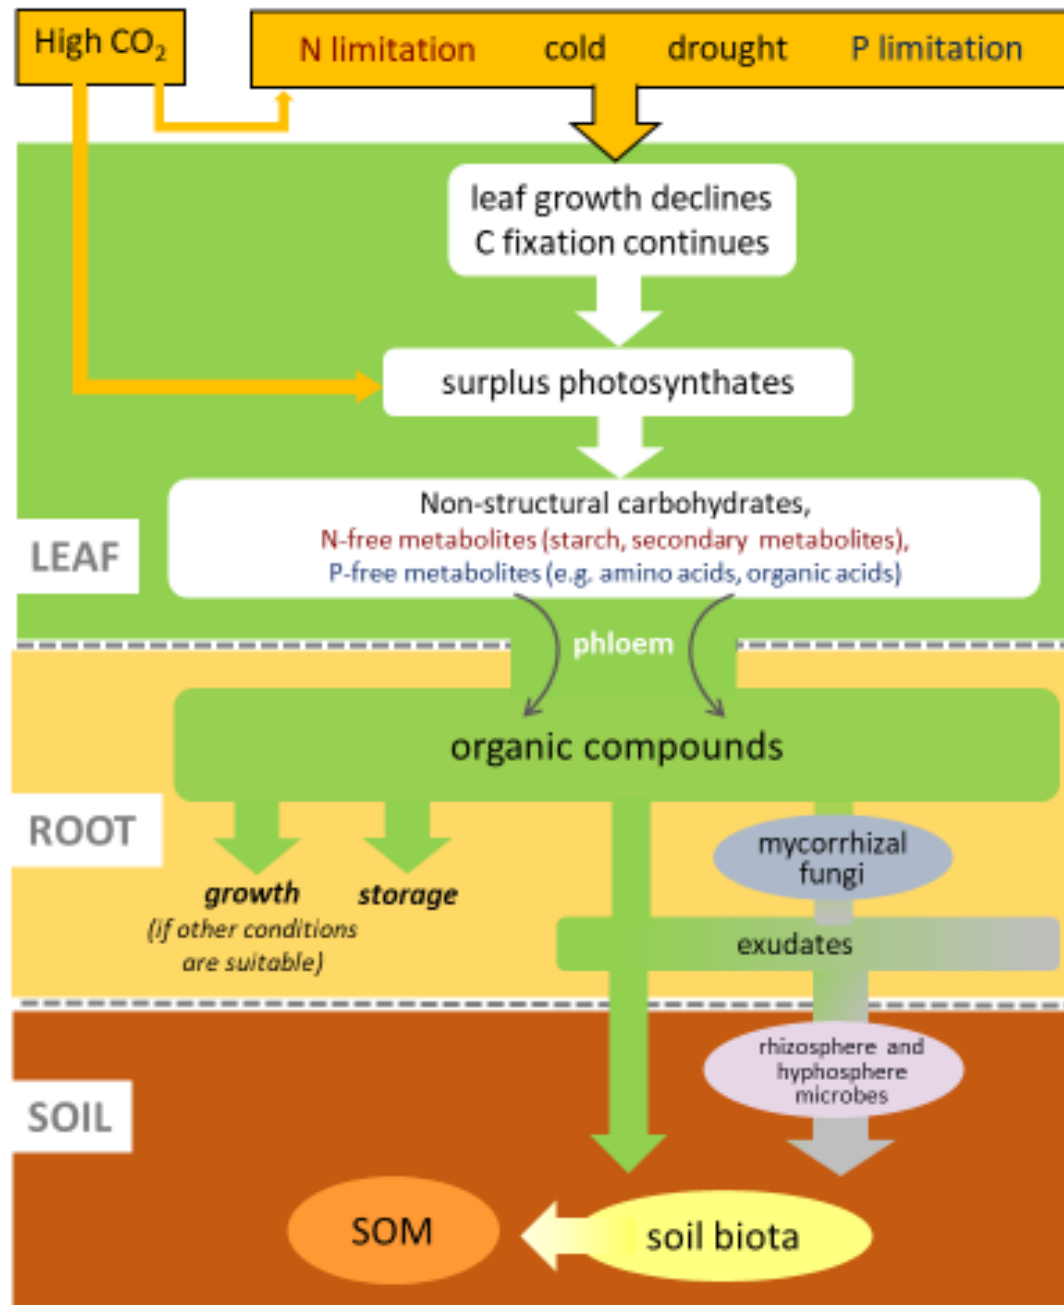 High CO₂
N limitation cold drought P limitation
leaf growth declines
C fixation continues
surplus photosynthates
Non-structural carbohydrates,
N-free metabolites (starch, secondary metabolites),
P-free metabolites (e.g. amino acids, organic acids)
LEAF
phloem
organic compounds
ROOT
growth
(if other conditions
are suitable)
storage
mycorrhizal
fungi
exudates
rhizosphere and
hyphosphere
microbes
SOIL
SOM
soil biota